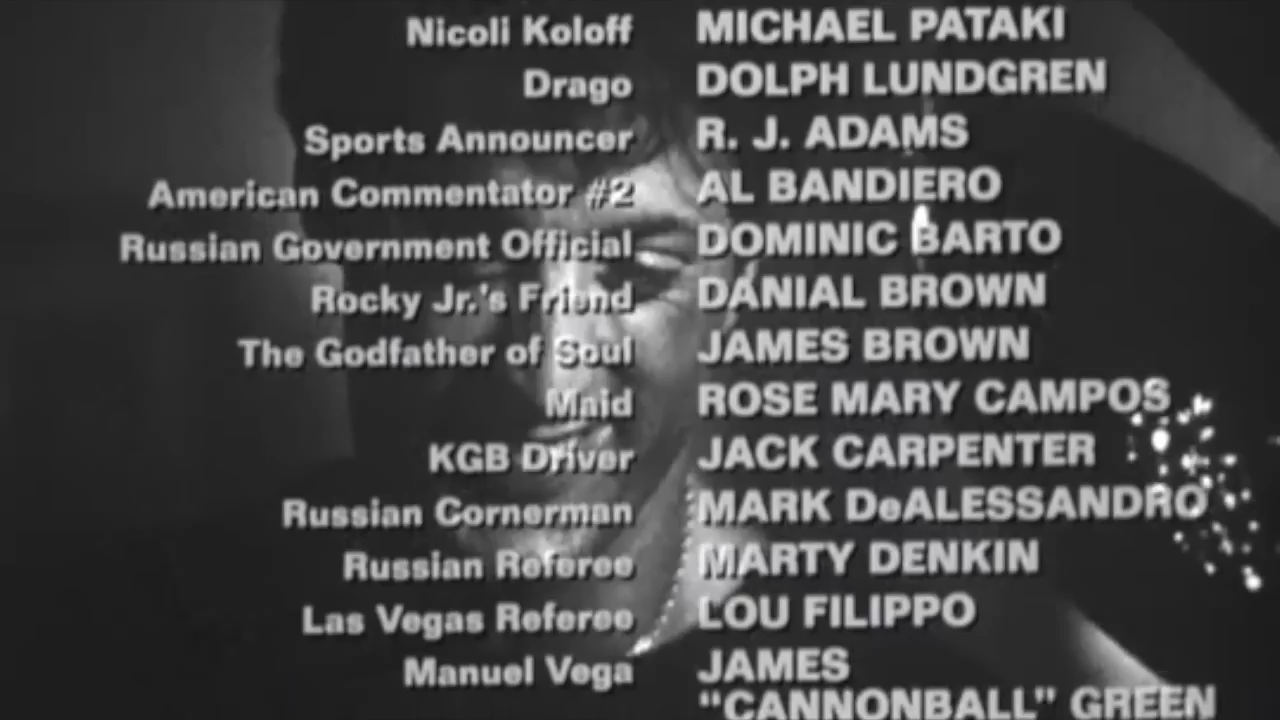 Nicoli Koloff MICHAEL PATAKI
Drago DOLPH LUNDGREN
Sports Announcer R. J. ADAMS
American Commentator #2 AL BANDIERO
Russian Government Official DOMINIC BARTO
Rocky Jr.'s Friend DANIAL BROWN
The Godfather of Soul JAMES BROWN
Maid ROSE MARY CAMPOS
KGB Driver JACK CARPENTER
Russian Cornerman MARK DeALESSANDRO
Russian Referee MARTY DENKIN
Las Vegas Referee LOU FILIPPO
Manuel Vega JAMES
“CANNONBALL” GREEN